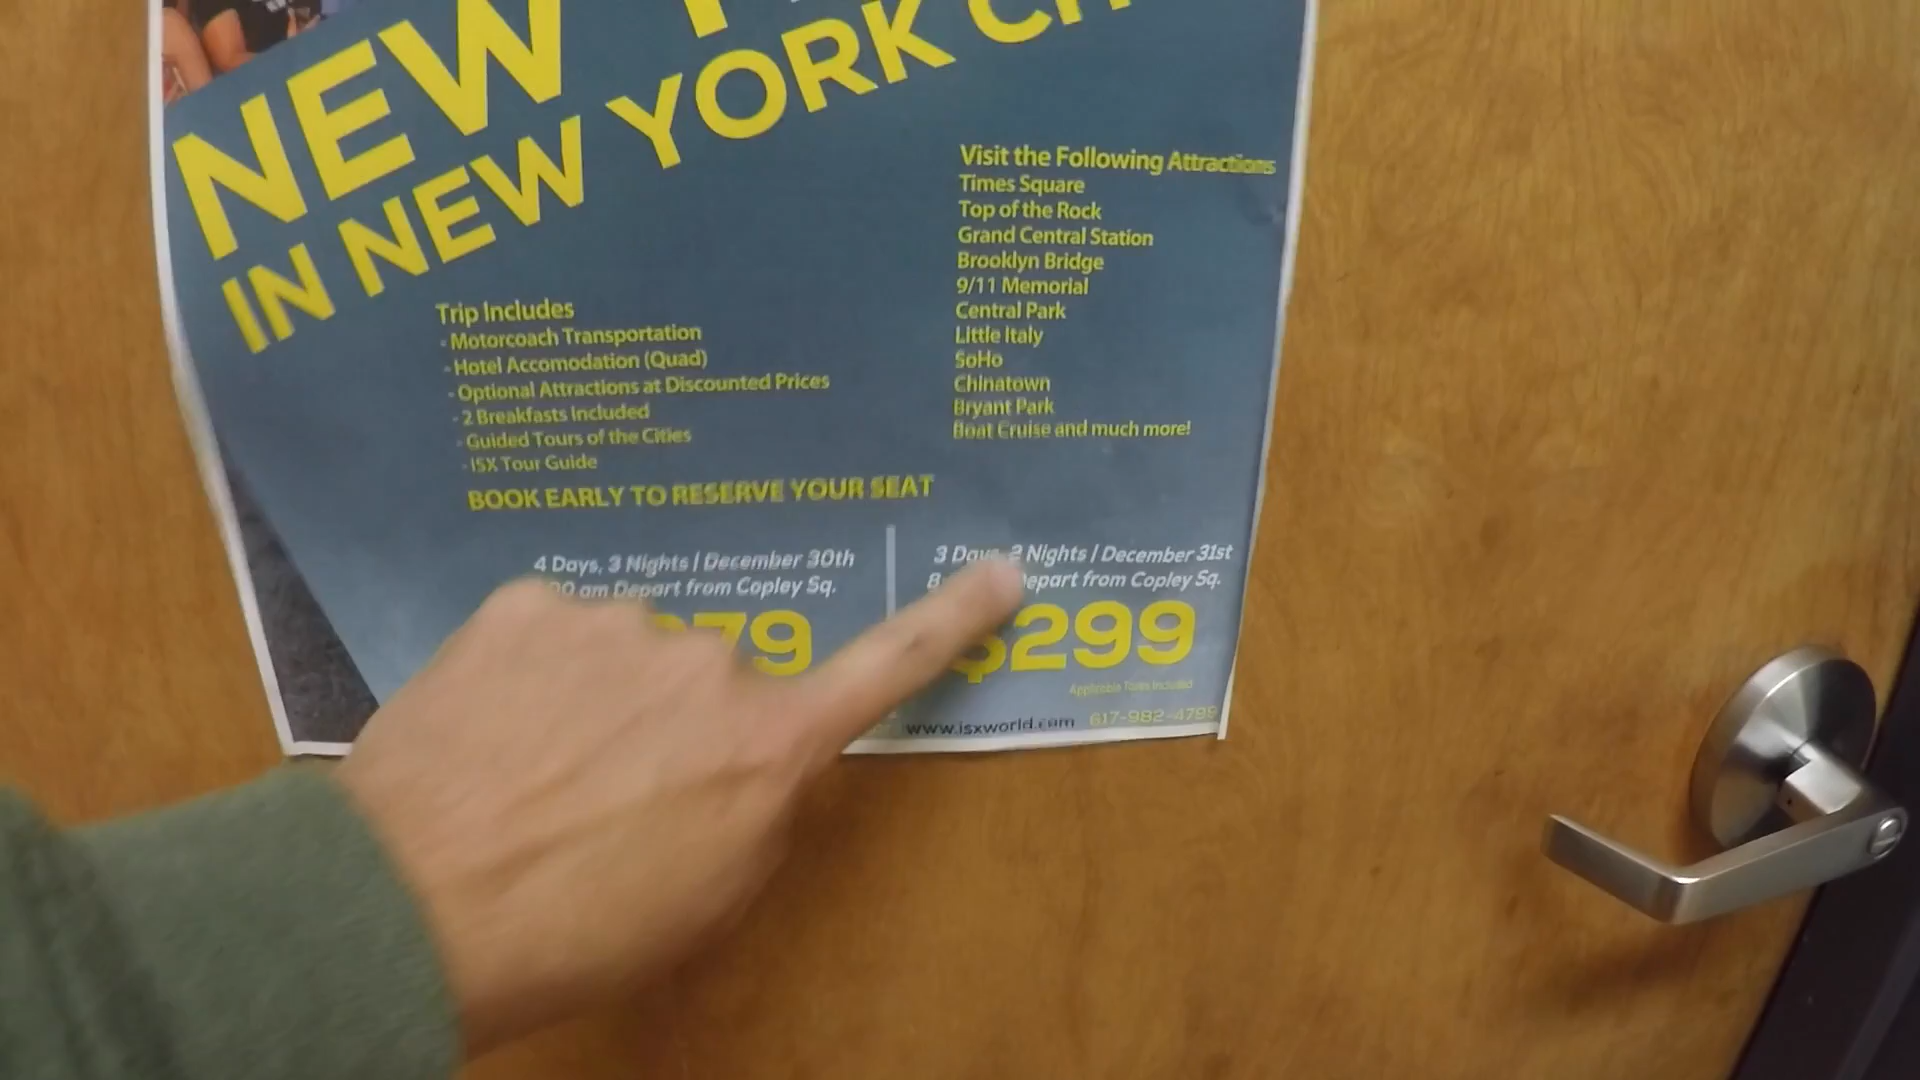 NEW
IN NEW YORK
Visit the Following Attractions
Times Square
Top of the Rock
Grand Central Station
Brooklyn Bridge
9/11 Memorial
Central Park
Little Italy
SoHo
Chinatown
Bryant Park
Boat Cruise and much more!
Trip Includes
- Motorcoach Transportation
- Hotel Accomodation (Quad)
- Optional Attractions at Discounted Prices
- 2 Breakfasts Included
- Guided Tours of the Cities
- ISX Tour Guide
BOOK EARLY TO RESERVE YOUR SEAT
4 Days, 3 Nights / December 30th
am Depart from Copley Sq.
79
3 Days, 2 Nights / December 31st
8 Depart from Copley Sq.
$299
Applicable Taxes Included
www.isxworld.com 617-982-4799